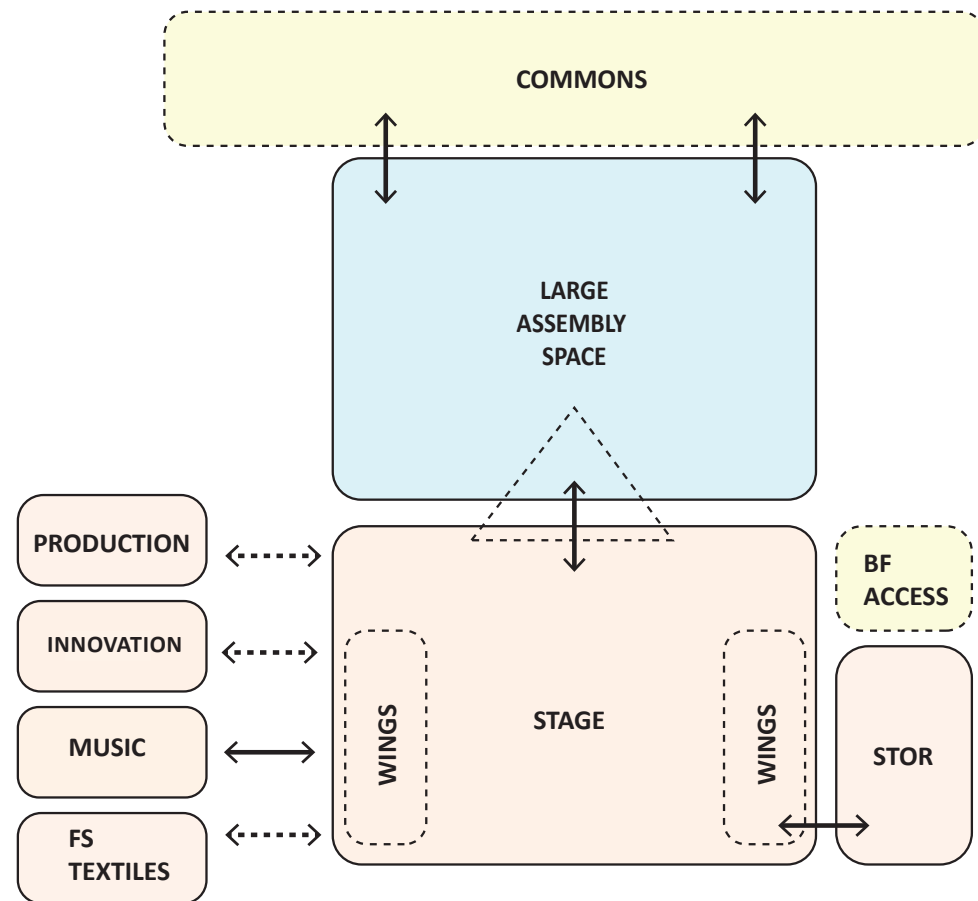 COMMONS
LARGE
ASSEMBLY
SPACE
PRODUCTION
BF
ACCESS
INNOVATION
WINGS
STAGE
WINGS
MUSIC
STOR
FS
TEXTILES